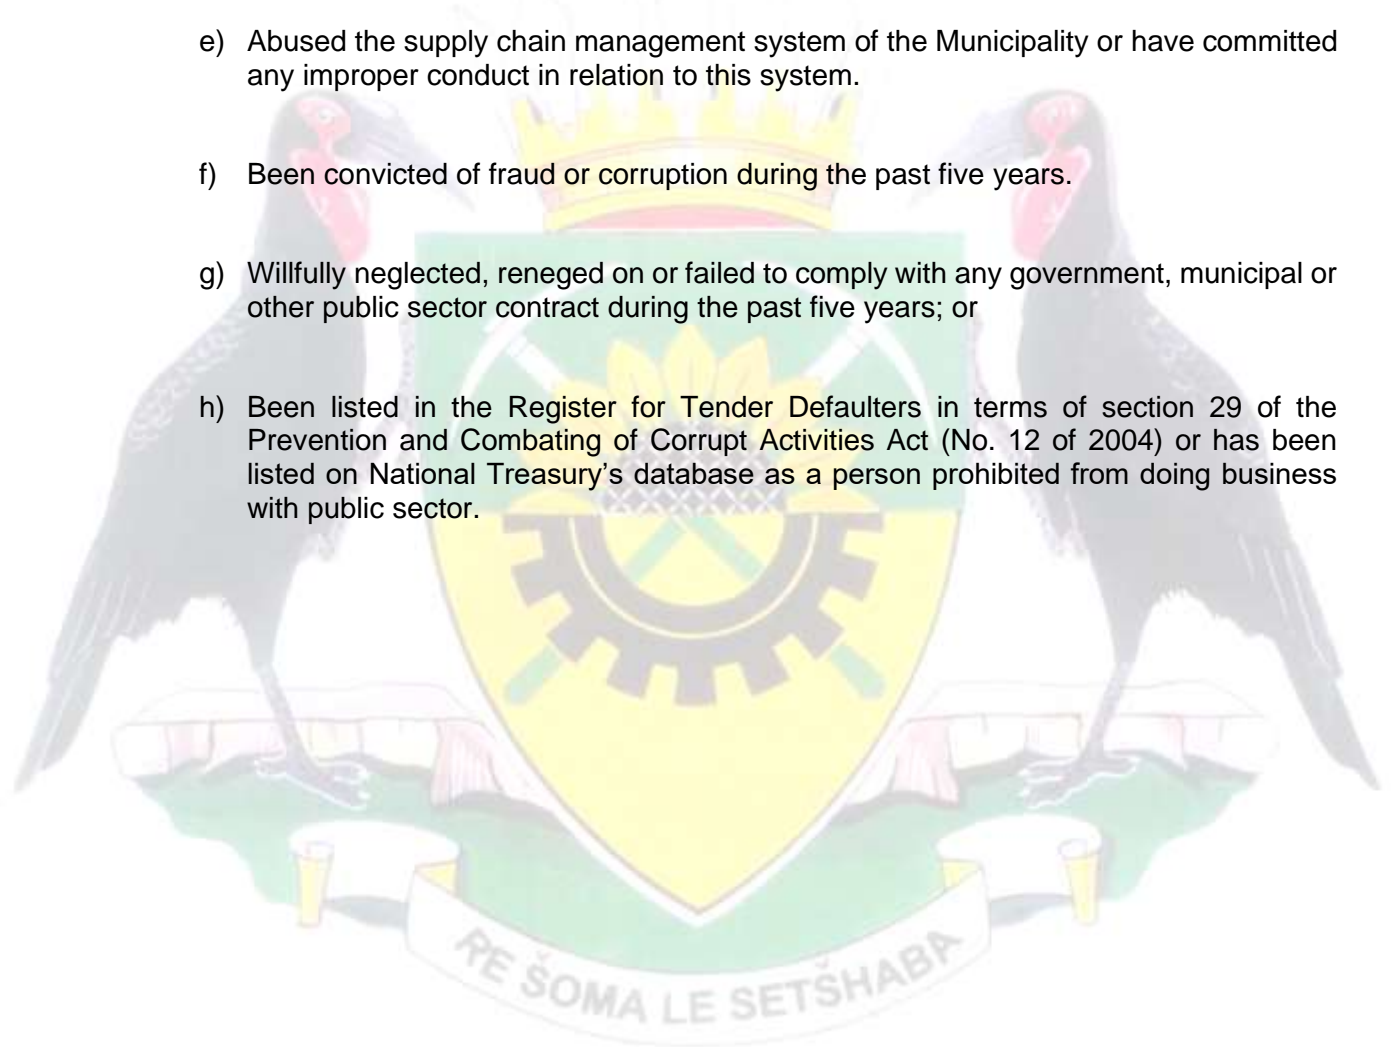 e) Abused the supply chain management system of the Municipality or have committed
any improper conduct in relation to this system.
f) Been convicted of fraud or corruption during the past five years.
g) Willfully neglected, reneged on or failed to comply with any government, municipal or
other public sector contract during the past five years; or
h) Been listed in the Register for Tender Defaulters in terms of section 29 of the
Prevention and Combating of Corrupt Activities Act (No. 12 of 2004) or has been
listed on National Treasury’s database as a person prohibited from doing business
with public sector.
RE ŠOMA LE SETŠHABA